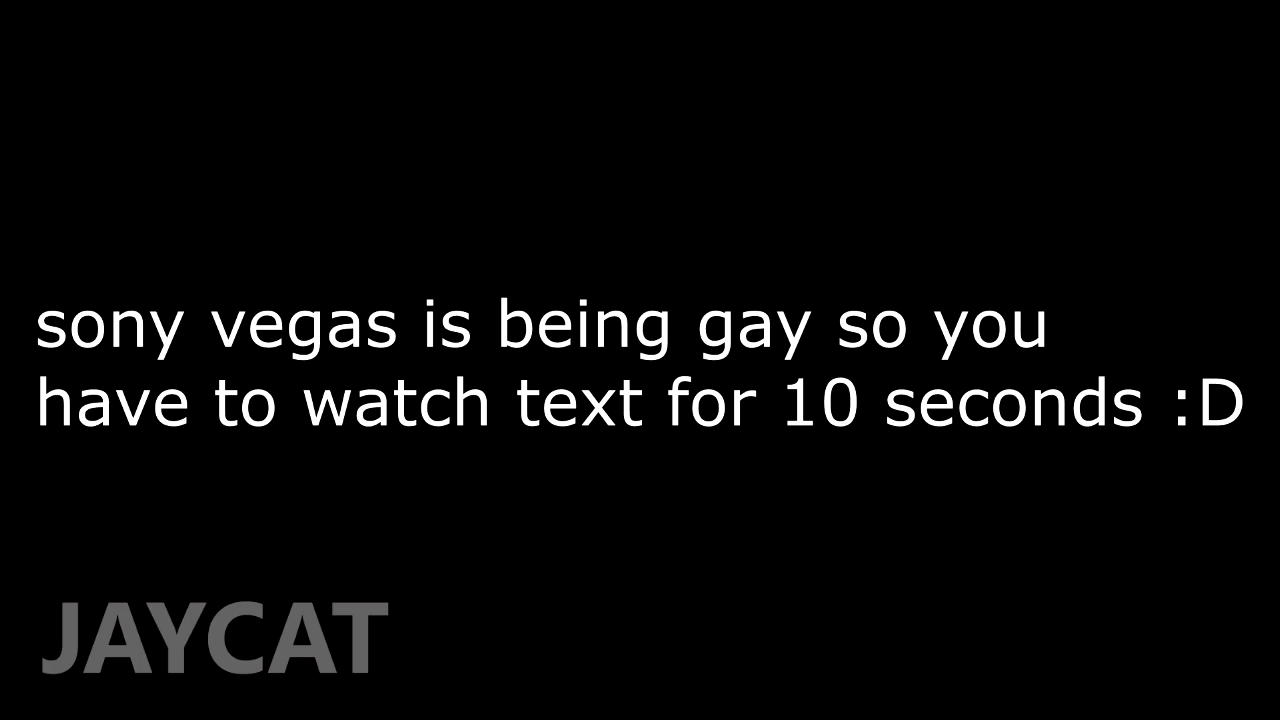 sony vegas is being gay so you
have to watch text for 10 seconds :D
JAYCAT